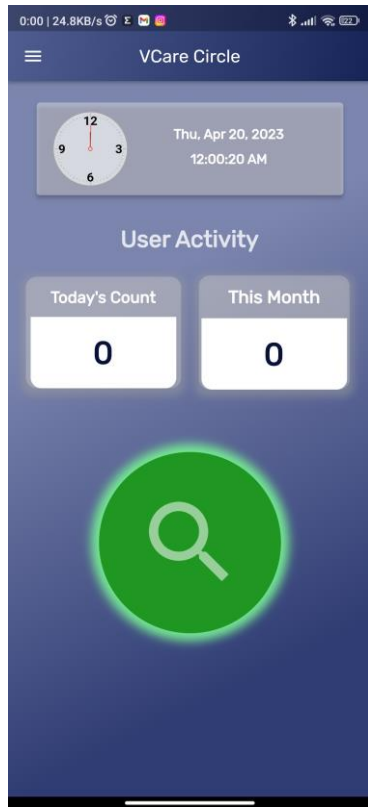 0:00 | 24.8KB/s
VCare Circle
12
9 3
6
Thu, Apr 20, 2023
12:00:20 AM
User Activity
Today's Count
This Month
0
0